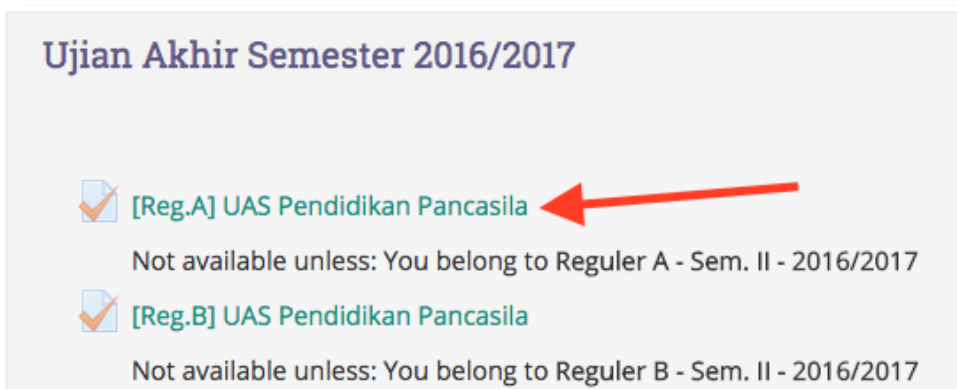 Ujian Akhir Semester 2016/2017
[Reg.A] UAS Pendidikan Pancasila
Not available unless: You belong to Reguler A - Sem. II - 2016/2017
[Reg.B] UAS Pendidikan Pancasila
Not available unless: You belong to Reguler B - Sem. II - 2016/2017